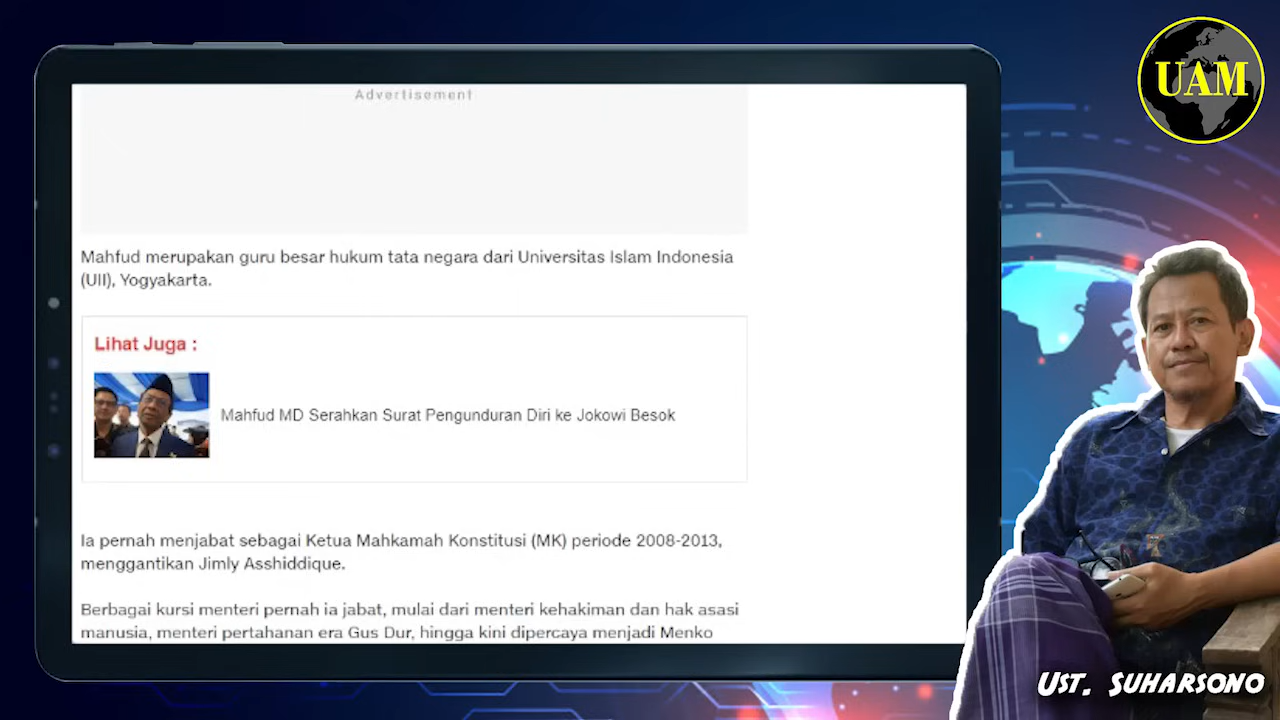 Advertisement
UAM
Mahfud merupakan guru besar hukum tata negara dari Universitas Islam Indonesia
(UII), Yogyakarta.
Lihat Juga :
Mahfud MD Serahkan Surat Pengunduran Diri ke Jokowi Besok
Ia pernah menjabat sebagai Ketua Mahkamah Konstitusi (MK) periode 2008-2013,
menggantikan Jimly Asshiddique.
Berbagai kursi menteri pernah ia jabat, mulai dari menteri kehakiman dan hak asasi
manusia, menteri pertahanan era Gus Dur, hingga kini dipercaya menjadi Menko
UST. SUHARSONO